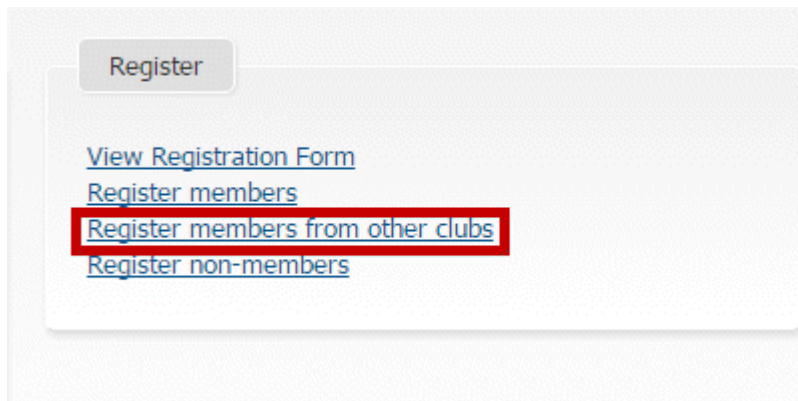 Register
View Registration Form
Register members
Register members from other clubs
Register non-members